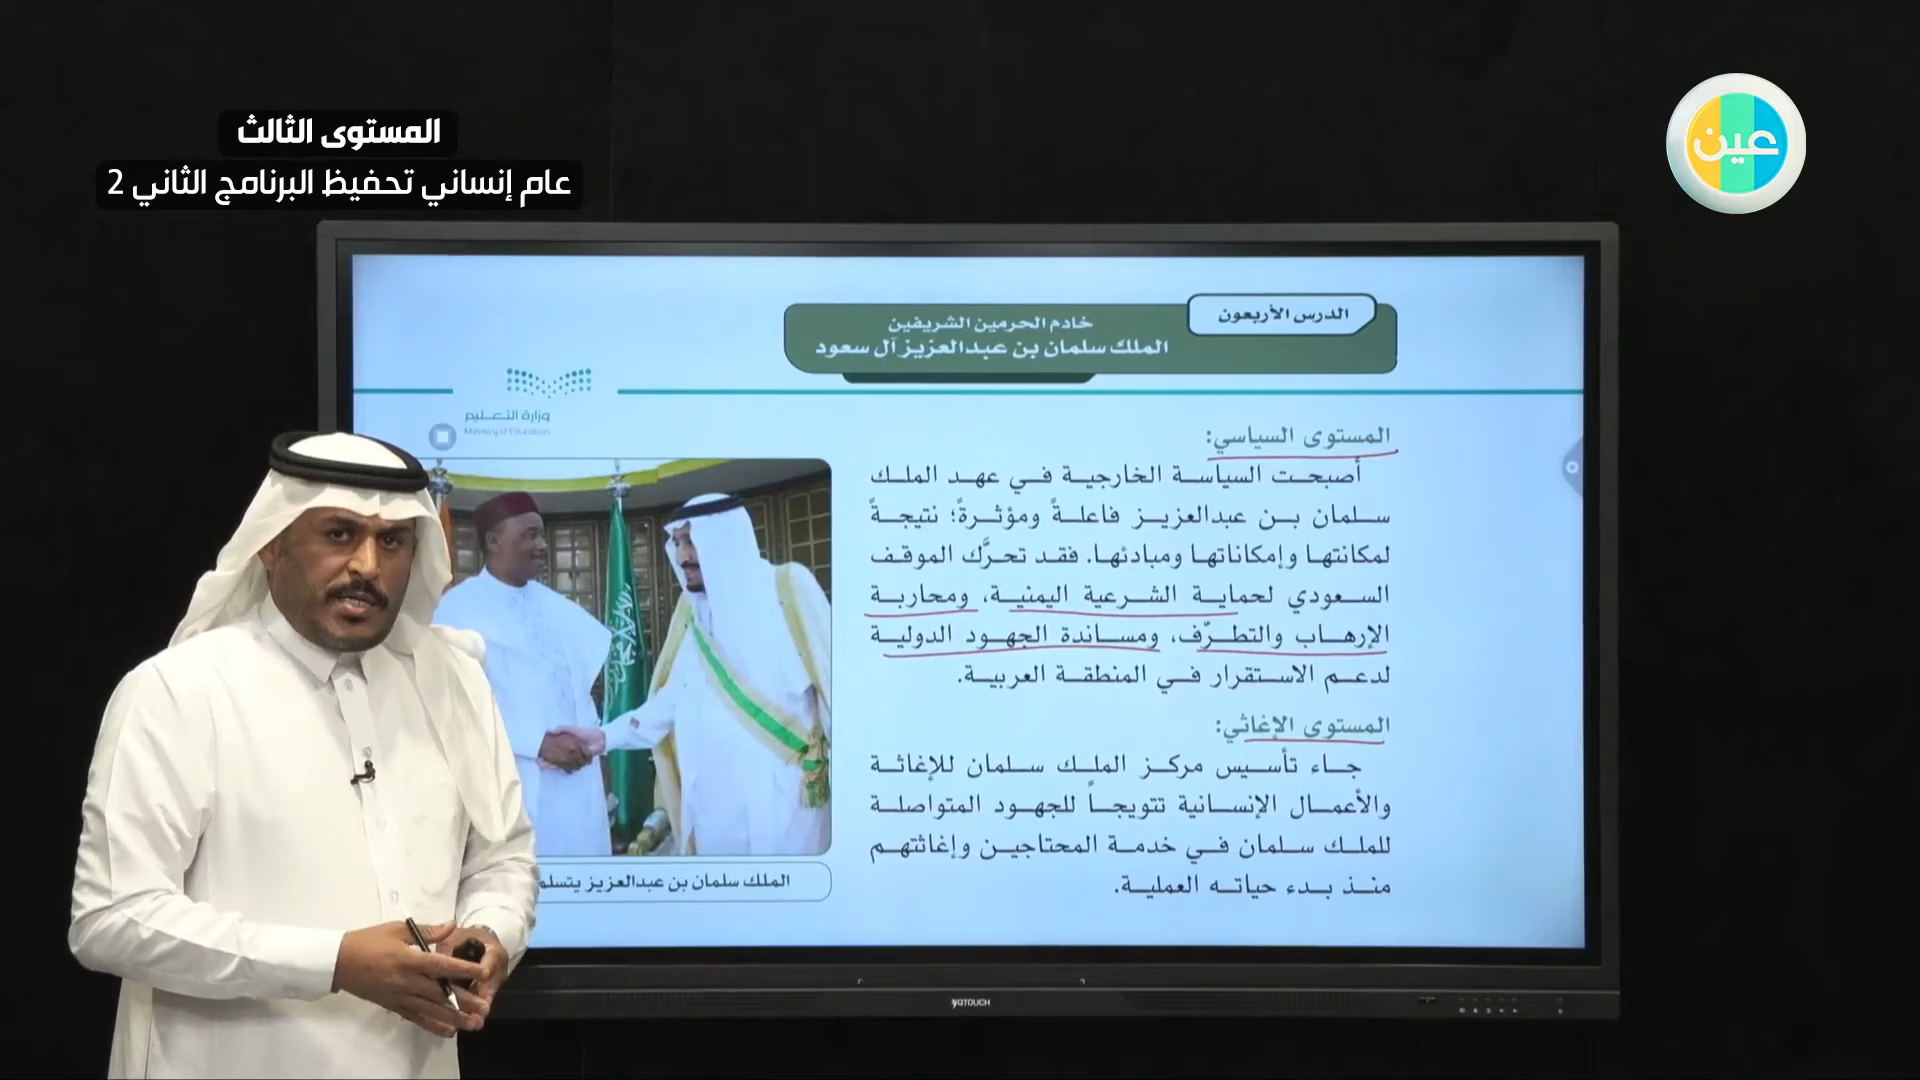 المستوى الثالث
عام إنساني تحفيظ البرنامج الثاني 2
عين
الدرس الأربعون
خادم الحرمين الشريفين
الملك سلمان بن عبدالعزيز آل سعود
وزارة التعليم
Ministry of Education
المستوى السياسي:
أصبحت السياسة الخارجية في عهد الملك
سلمان بن عبدالعزيز فاعلةً ومؤثرةً؛ نتيجةً
لمكانتها وإمكاناتها ومبادئها. فقد تحرَّك الموقف
السعودي لحماية الشرعية اليمنية، ومحاربة
الإرهاب والتطرّف، ومساندة الجهود الدولية
لدعم الاستقرار في المنطقة العربية.
المستوى الإغاثي:
جاء تأسيس مركز الملك سلمان للإغاثة
والأعمال الإنسانية تتويجاً للجهود المتواصلة
للملك سلمان في خدمة المحتاجين وإغاثتهم
منذ بدء حياته العملية.
الملك سلمان بن عبدالعزيز يتسلم
YQTOUCH